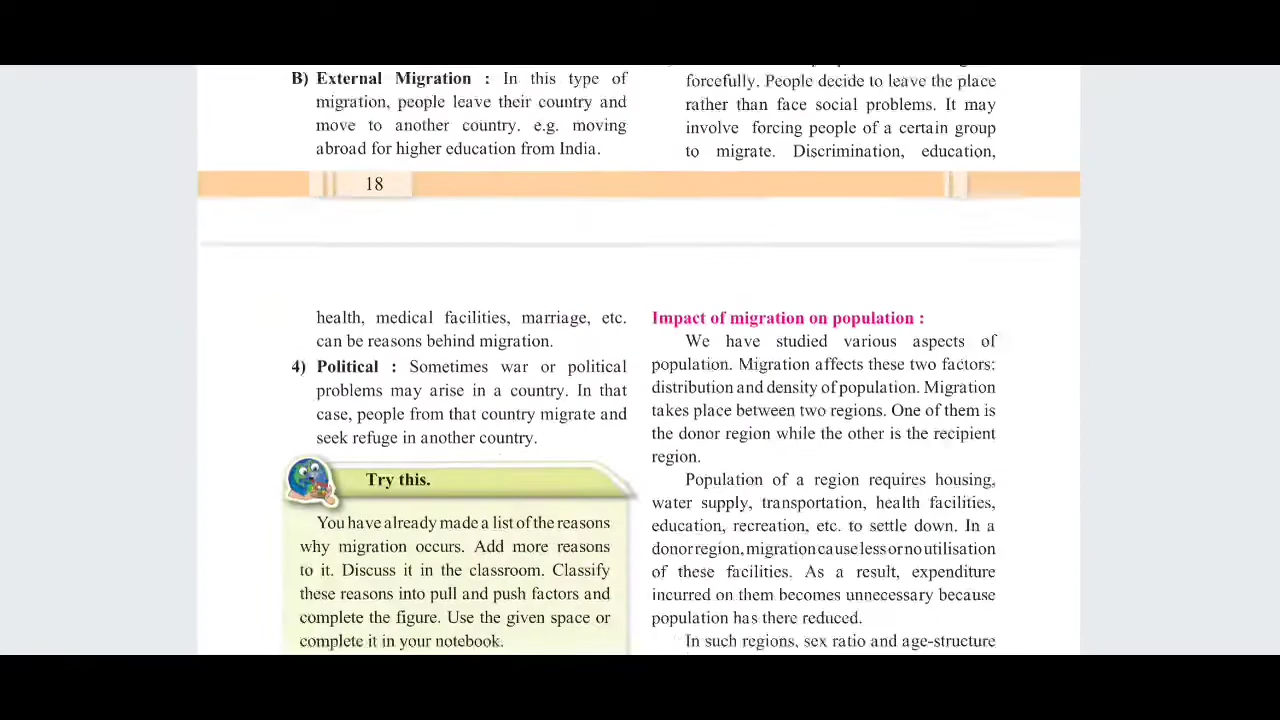 B) External Migration : In this type of
migration, people leave their country and
move to another country. e.g. moving
abroad for higher education from India.
forcefully. People decide to leave the place
rather than face social problems. It may
involve forcing people of a certain group
to migrate. Discrimination, education,
18
health, medical facilities, marriage, etc.
can be reasons behind migration.
4) Political : Sometimes war or political
problems may arise in a country. In that
case, people from that country migrate and
seek refuge in another country.
Try this.
You have already made a list of the reasons
why migration occurs. Add more reasons
to it. Discuss it in the classroom. Classify
these reasons into pull and push factors and
complete the figure. Use the given space or
complete it in your notebook.
Impact of migration on population :
We have studied various aspects of
population. Migration affects these two factors:
distribution and density of population. Migration
takes place between two regions. One of them is
the donor region while the other is the recipient
region.
Population of a region requires housing,
water supply, transportation, health facilities,
education, recreation, etc. to settle down. In a
donor region, migration cause less or no utilisation
of these facilities. As a result, expenditure
incurred on them becomes unnecessary because
population has there reduced.
In such regions, sex ratio and age-structure